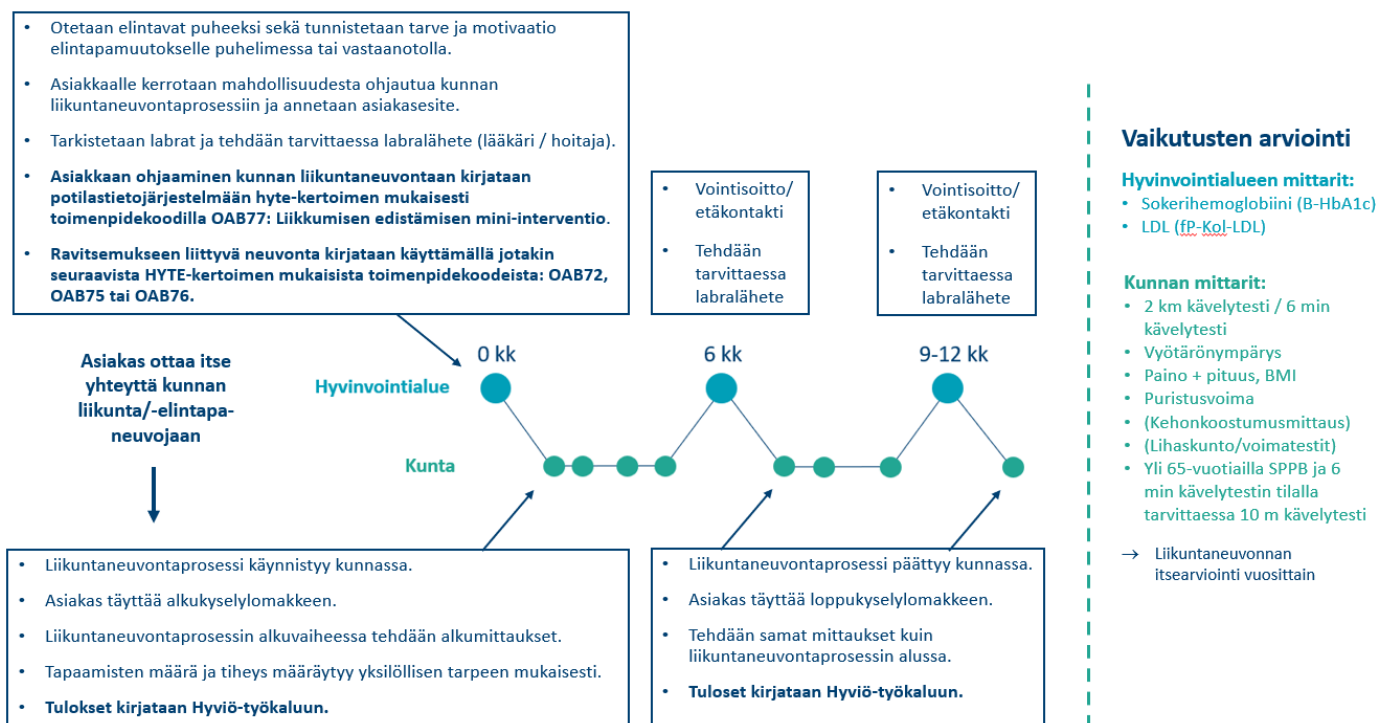 • Otetaan elintavat puheeksi sekä tunnistetaan tarve ja motivaatio
elintapamuutokselle puhelimessa tai vastaanotolla.
• Asiakkaalle kerrotaan mahdollisuudesta ohjautua kunnan
liikuntaneuvontaprosessiin ja annetaan asiakasesite.
• Tarkistetaan labrat ja tehdään tarvittaessa labralähete (lääkäri / hoitaja).
• Asiakkaan ohjaaminen kunnan liikuntaneuvontaan kirjataan
potilastietojärjestelmään hyte-kertoimen mukaisesti
toimenpidekoodilla OAB77: Liikkumisen edistämisen mini-interventio.
• Ravitsemukseen liittyvä neuvonta kirjataan käyttämällä jotakin
seuraavista HYTE-kertoimen mukaisista toimenpidekoodeista: OAB72,
OAB75 tai OAB76.
• Vointisoitto/
etäkontakti
• Tehdään
tarvittaessa
labralähete
• Vointisoitto/
etäkontakti
• Tehdään
tarvittaessa
labralähete
Asiakas ottaa itse
yhteyttä kunnan
liikunta/-elintapa-
neuvojaan
0 kk
6 kk
9-12 kk
Hyvinvointialue
Kunta
• Liikuntaneuvontaprosessi käynnistyy kunnassa.
• Asiakas täyttää alkukyselylomakkeen.
• Liikuntaneuvontaprosessin alkuvaiheessa tehdään alkumittaukset.
• Tapaamisten määrä ja tiheys määräytyy yksilöllisen tarpeen mukaisesti.
• Tulokset kirjataan Hyviö-työkaluun.
• Liikuntaneuvontaprosessi päättyy kunnassa.
• Asiakas täyttää loppukyselylomakkeen.
• Tehdään samat mittaukset kuin
liikuntaneuvontaprosessin alussa.
• Tuloset kirjataan Hyviö-työkaluun.
Vaikutusten arviointi
Hyvinvointialueen mittarit:
• Sokerihemoglobiini (B-HbA1c)
• LDL (fP-Kol-LDL)
Kunnan mittarit:
• 2 km kävelytesti / 6 min
kävelytesti
• Vyötärönympärys
• Paino + pituus, BMI
• Puristusvoima
• (Kehonkoostumusmittaus)
• (Lihaskunto/voimatestit)
• Yli 65-vuotiailla SPPB ja 6
min kävelytestin tilalla
tarvittaessa 10 m kävelytesti
→ Liikuntaneuvonnan
itsearviointi vuosittain